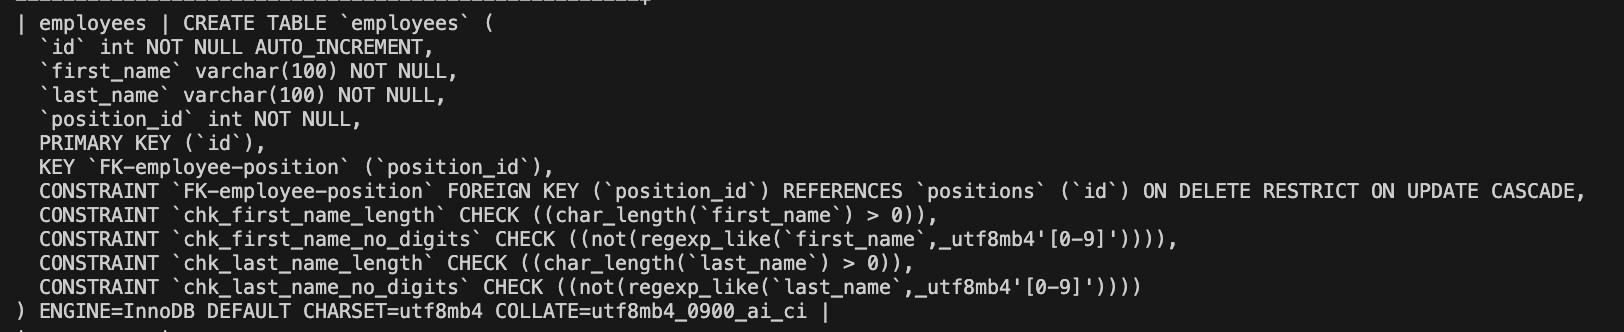 | employees | CREATE TABLE `employees` (
  `id` int NOT NULL AUTO_INCREMENT,
  `first_name` varchar(100) NOT NULL,
  `last_name` varchar(100) NOT NULL,
  `position_id` int NOT NULL,
  PRIMARY KEY (`id`),
  KEY `FK-employee-position` (`position_id`),
  CONSTRAINT `FK-employee-position` FOREIGN KEY (`position_id`) REFERENCES `positions` (`id`) ON DELETE RESTRICT ON UPDATE CASCADE,
  CONSTRAINT `chk_first_name_length` CHECK ((char_length(`first_name`) > 0)),
  CONSTRAINT `chk_first_name_no_digits` CHECK ((not(regexp_like(`first_name`,_utf8mb4'[0-9]')))),
  CONSTRAINT `chk_last_name_length` CHECK ((char_length(`last_name`) > 0)),
  CONSTRAINT `chk_last_name_no_digits` CHECK ((not(regexp_like(`last_name`,_utf8mb4'[0-9]'))))
) ENGINE=InnoDB DEFAULT CHARSET=utf8mb4 COLLATE=utf8mb4_0900_ai_ci |